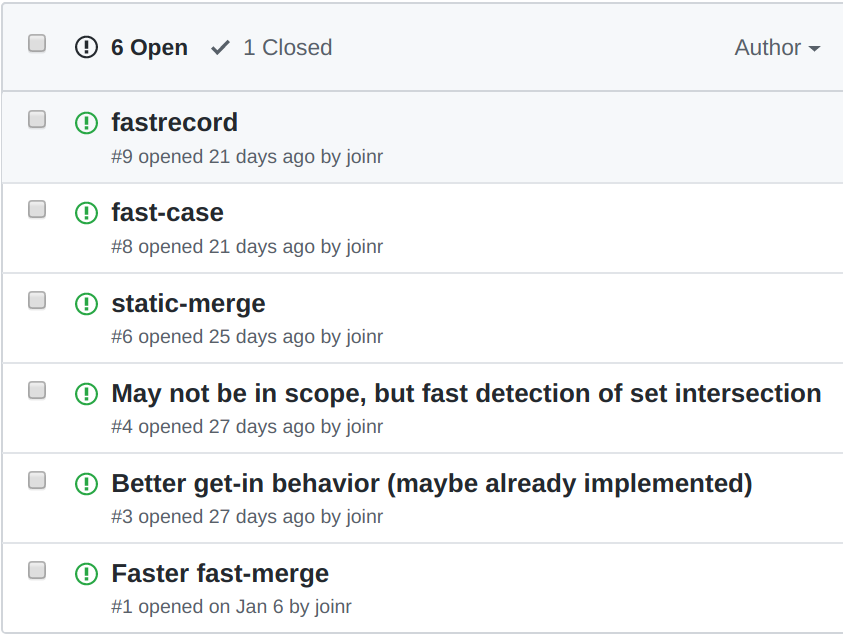 6 Open 1 Closed Author
fastrecord
#9 opened 21 days ago by joinr
fast-case
#8 opened 21 days ago by joinr
static-merge
#6 opened 25 days ago by joinr
May not be in scope, but fast detection of set intersection
#4 opened 27 days ago by joinr
Better get-in behavior (maybe already implemented)
#3 opened 27 days ago by joinr
Faster fast-merge
#1 opened on Jan 6 by joinr